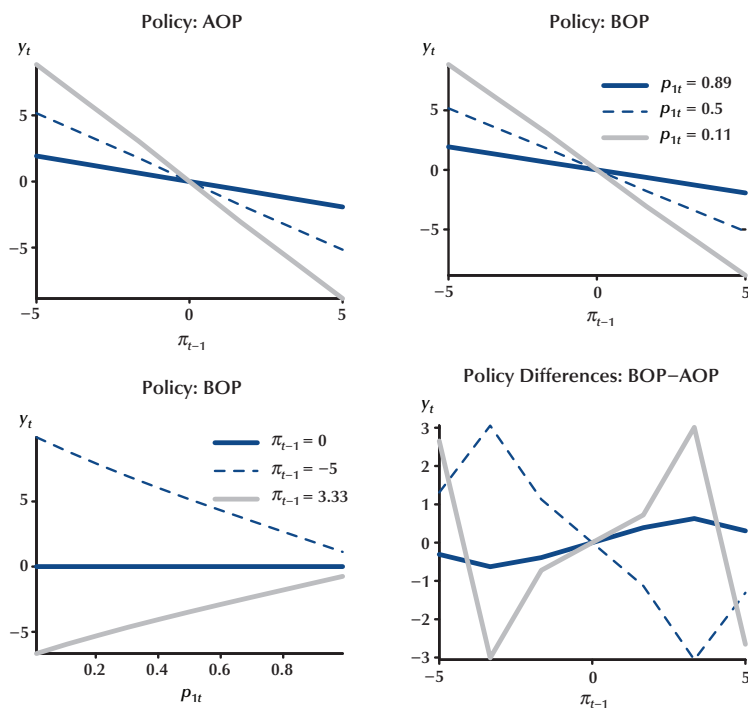 Policy: AOP
y_t
5
0
−5
−5 0 5
π_{t−1}
Policy: BOP
y_t
p_{1t} = 0.89
p_{1t} = 0.5
p_{1t} = 0.11
5
0
−5
−5 0 5
π_{t−1}
Policy: BOP
y_t
π_{t−1} = 0
π_{t−1} = −5
π_{t−1} = 3.33
5
0
−5
0.2 0.4 0.6 0.8
p_{1t}
Policy Differences: BOP−AOP
y_t
3
2
1
0
−1
−2
−3
−5 0 5
π_{t−1}